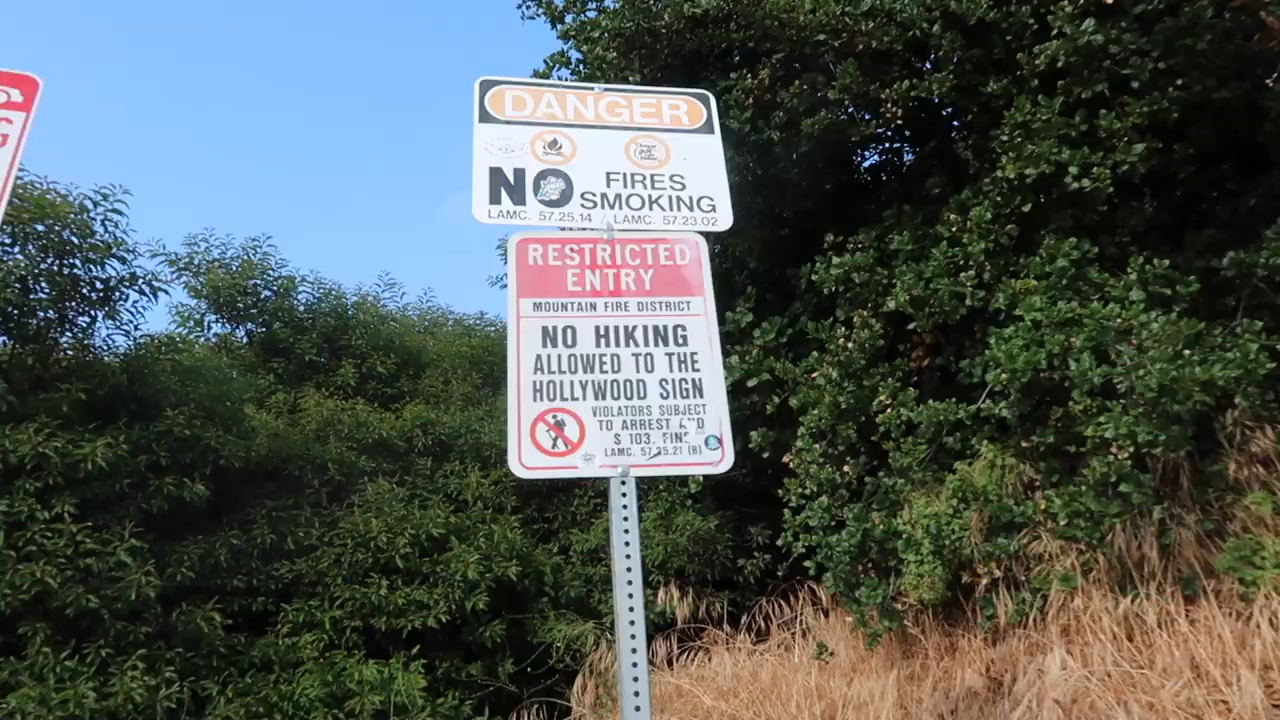 DANGER
NO FIRES
SMOKING
LAMC. 57.25.14 / LAMC. 57.23.02
RESTRICTED
ENTRY
MOUNTAIN FIRE DISTRICT
NO HIKING
ALLOWED TO THE
HOLLYWOOD SIGN
VIOLATORS SUBJECT
TO ARREST AND
$ 103. FINE
LAMC. 57.25.21 (B)
G